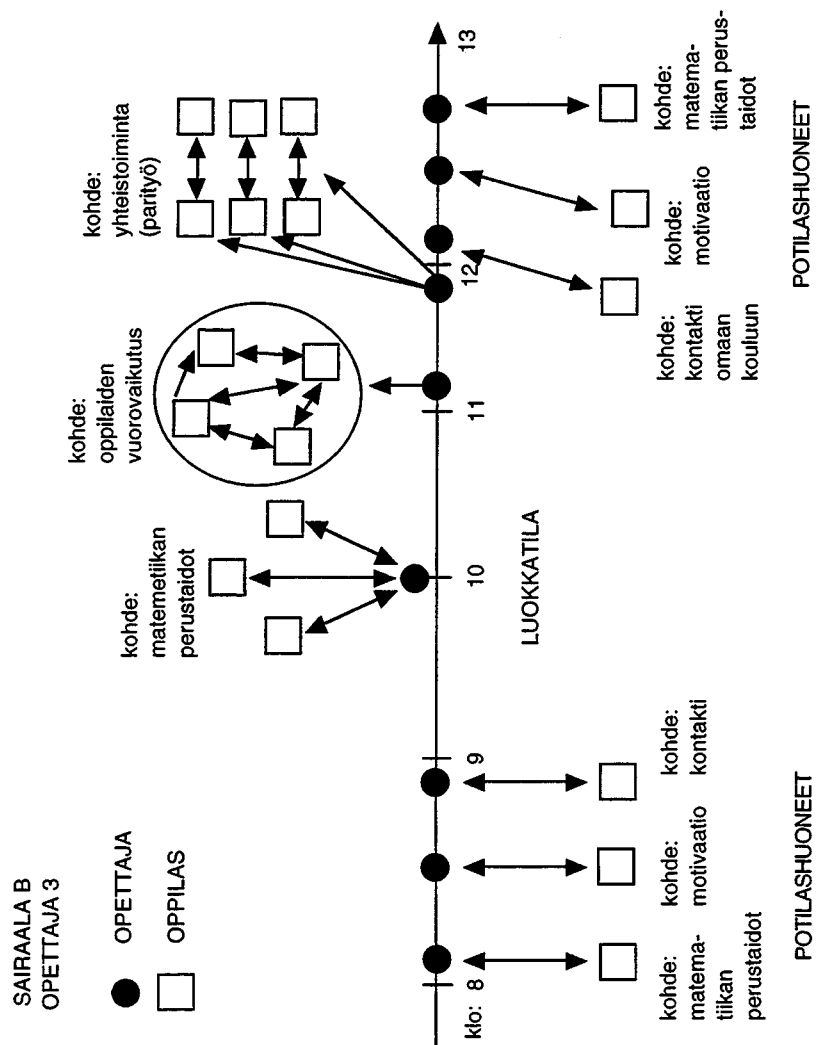 SAIRAALA B
OPETTAJA 3
OPETTAJA
OPPILAS
kohde:
matemetiikan
perustaidot
kohde:
oppilaiden
vuorovaikutus
kohde:
yhteistoiminta
(parityö)
klo: 8
9
10
11
12
13
LUOKKATILA
kohde:
matema-
tiikan
perustaidot
kohde:
motivaatio
kohde:
kontakti
kohde:
kontakti
omaan
kouluun
kohde:
motivaatio
kohde:
matema-
tiikan perus-
taidot
POTILASHUONEET
POTILASHUONEET